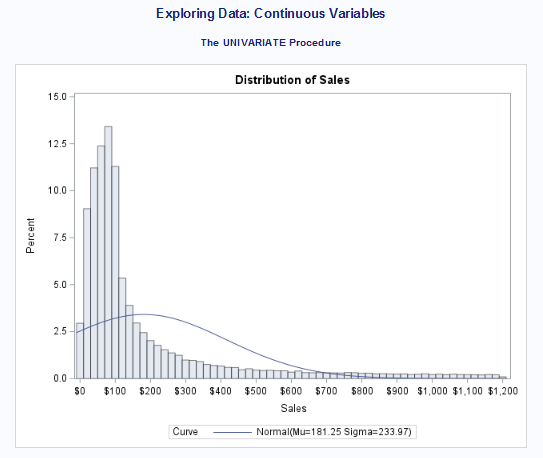 Exploring Data: Continuous Variables
The UNIVARIATE Procedure
Distribution of Sales
15.0
12.5
10.0
7.5
5.0
2.5
0.0
Percent
$0 $100 $200 $300 $400 $500 $600 $700 $800 $900 $1,000 $1,100 $1,200
Sales
Curve Normal(Mu=181.25 Sigma=233.97)